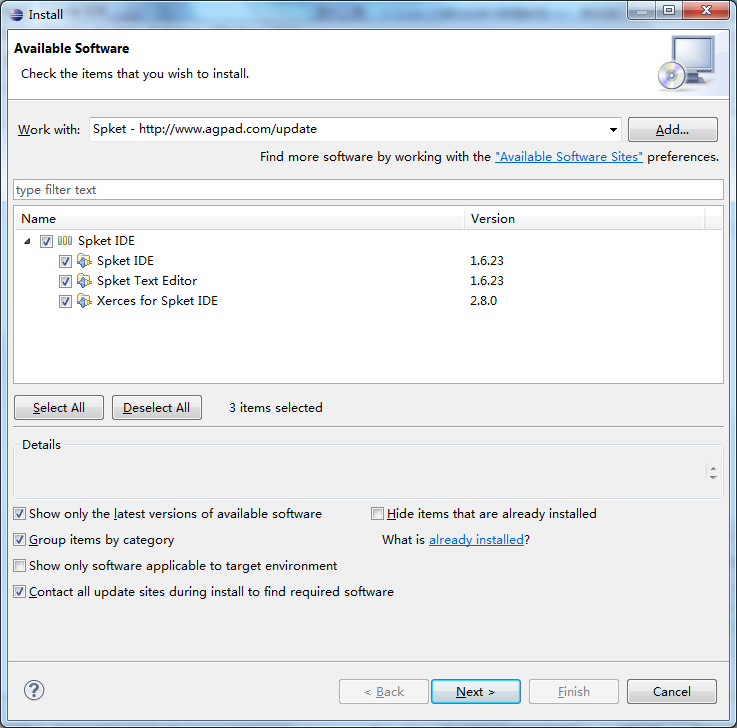 Install
Available Software
Check the items that you wish to install.
Work with: Spket - http://www.agpad.com/update Add...
Find more software by working with the "Available Software Sites" preferences.
type filter text
Name Version
Spket IDE
Spket IDE 1.6.23
Spket Text Editor 1.6.23
Xerces for Spket IDE 2.8.0
Select All Deselect All 3 items selected
Details
Show only the latest versions of available software Hide items that are already installed
Group items by category What is already installed?
Show only software applicable to target environment
Contact all update sites during install to find required software
? < Back Next > Finish Cancel